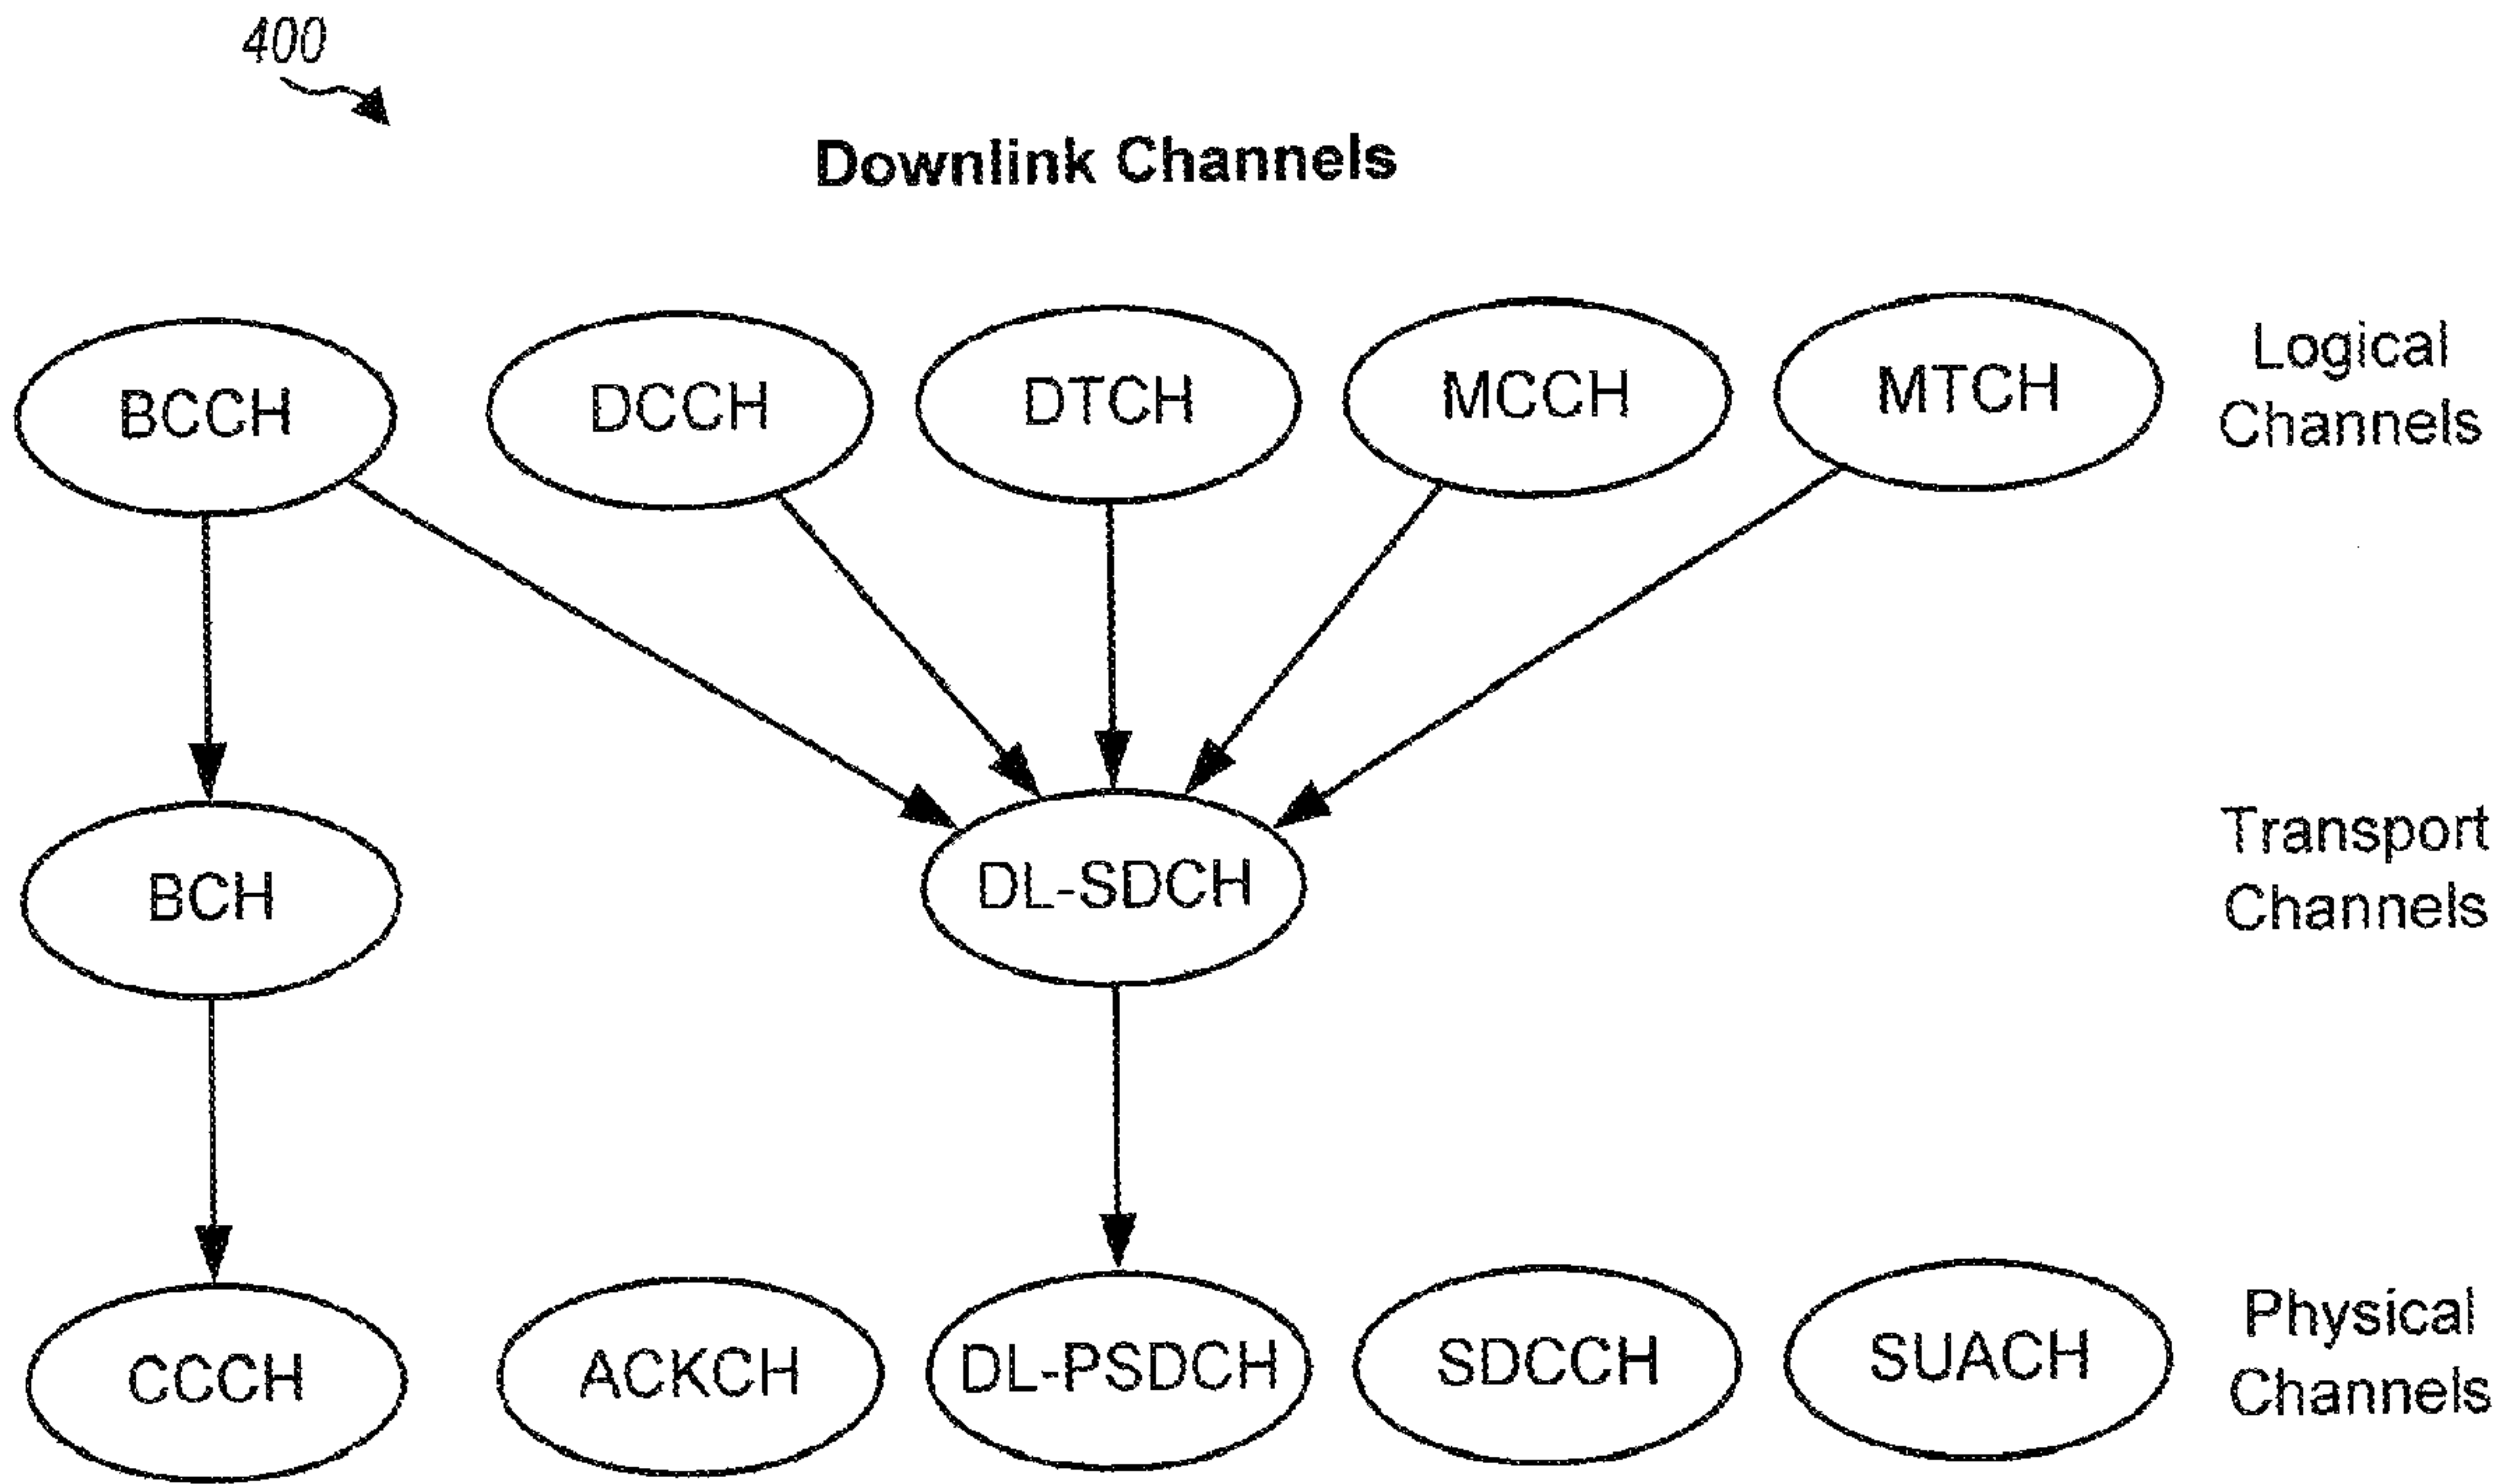 400
Downlink Channels
BCCH
DCCH
DTCH
MCCH
MTCH
Logical
Channels
BCH
DL-SDCH
Transport
Channels
CCCH
ACKCH
DL-PSDCH
SDCCH
SUACH
Physical
Channels